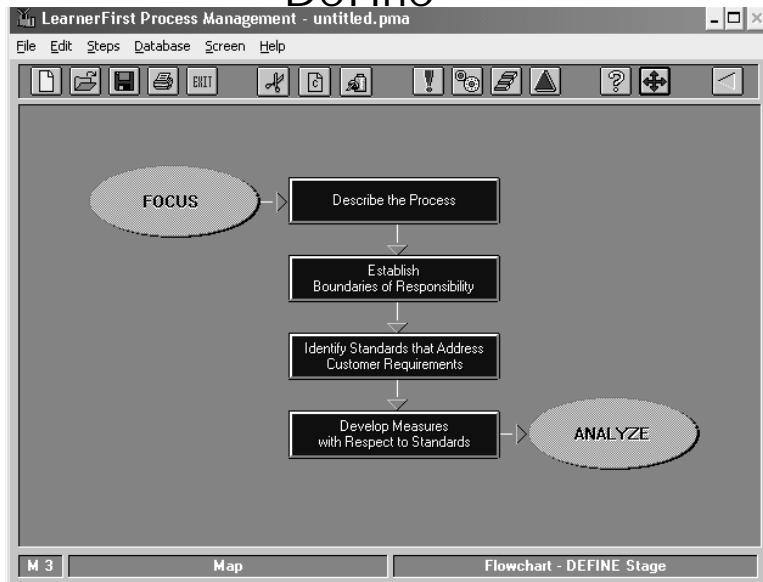 Define
LearnerFirst Process Management - untitled.pma
File Edit Steps Database Screen Help
EXIT
FOCUS
Describe the Process
Establish
Boundaries of Responsibility
Identify Standards that Address
Customer Requirements
Develop Measures
with Respect to Standards
ANALYZE
M 3
Map
Flowchart - DEFINE Stage